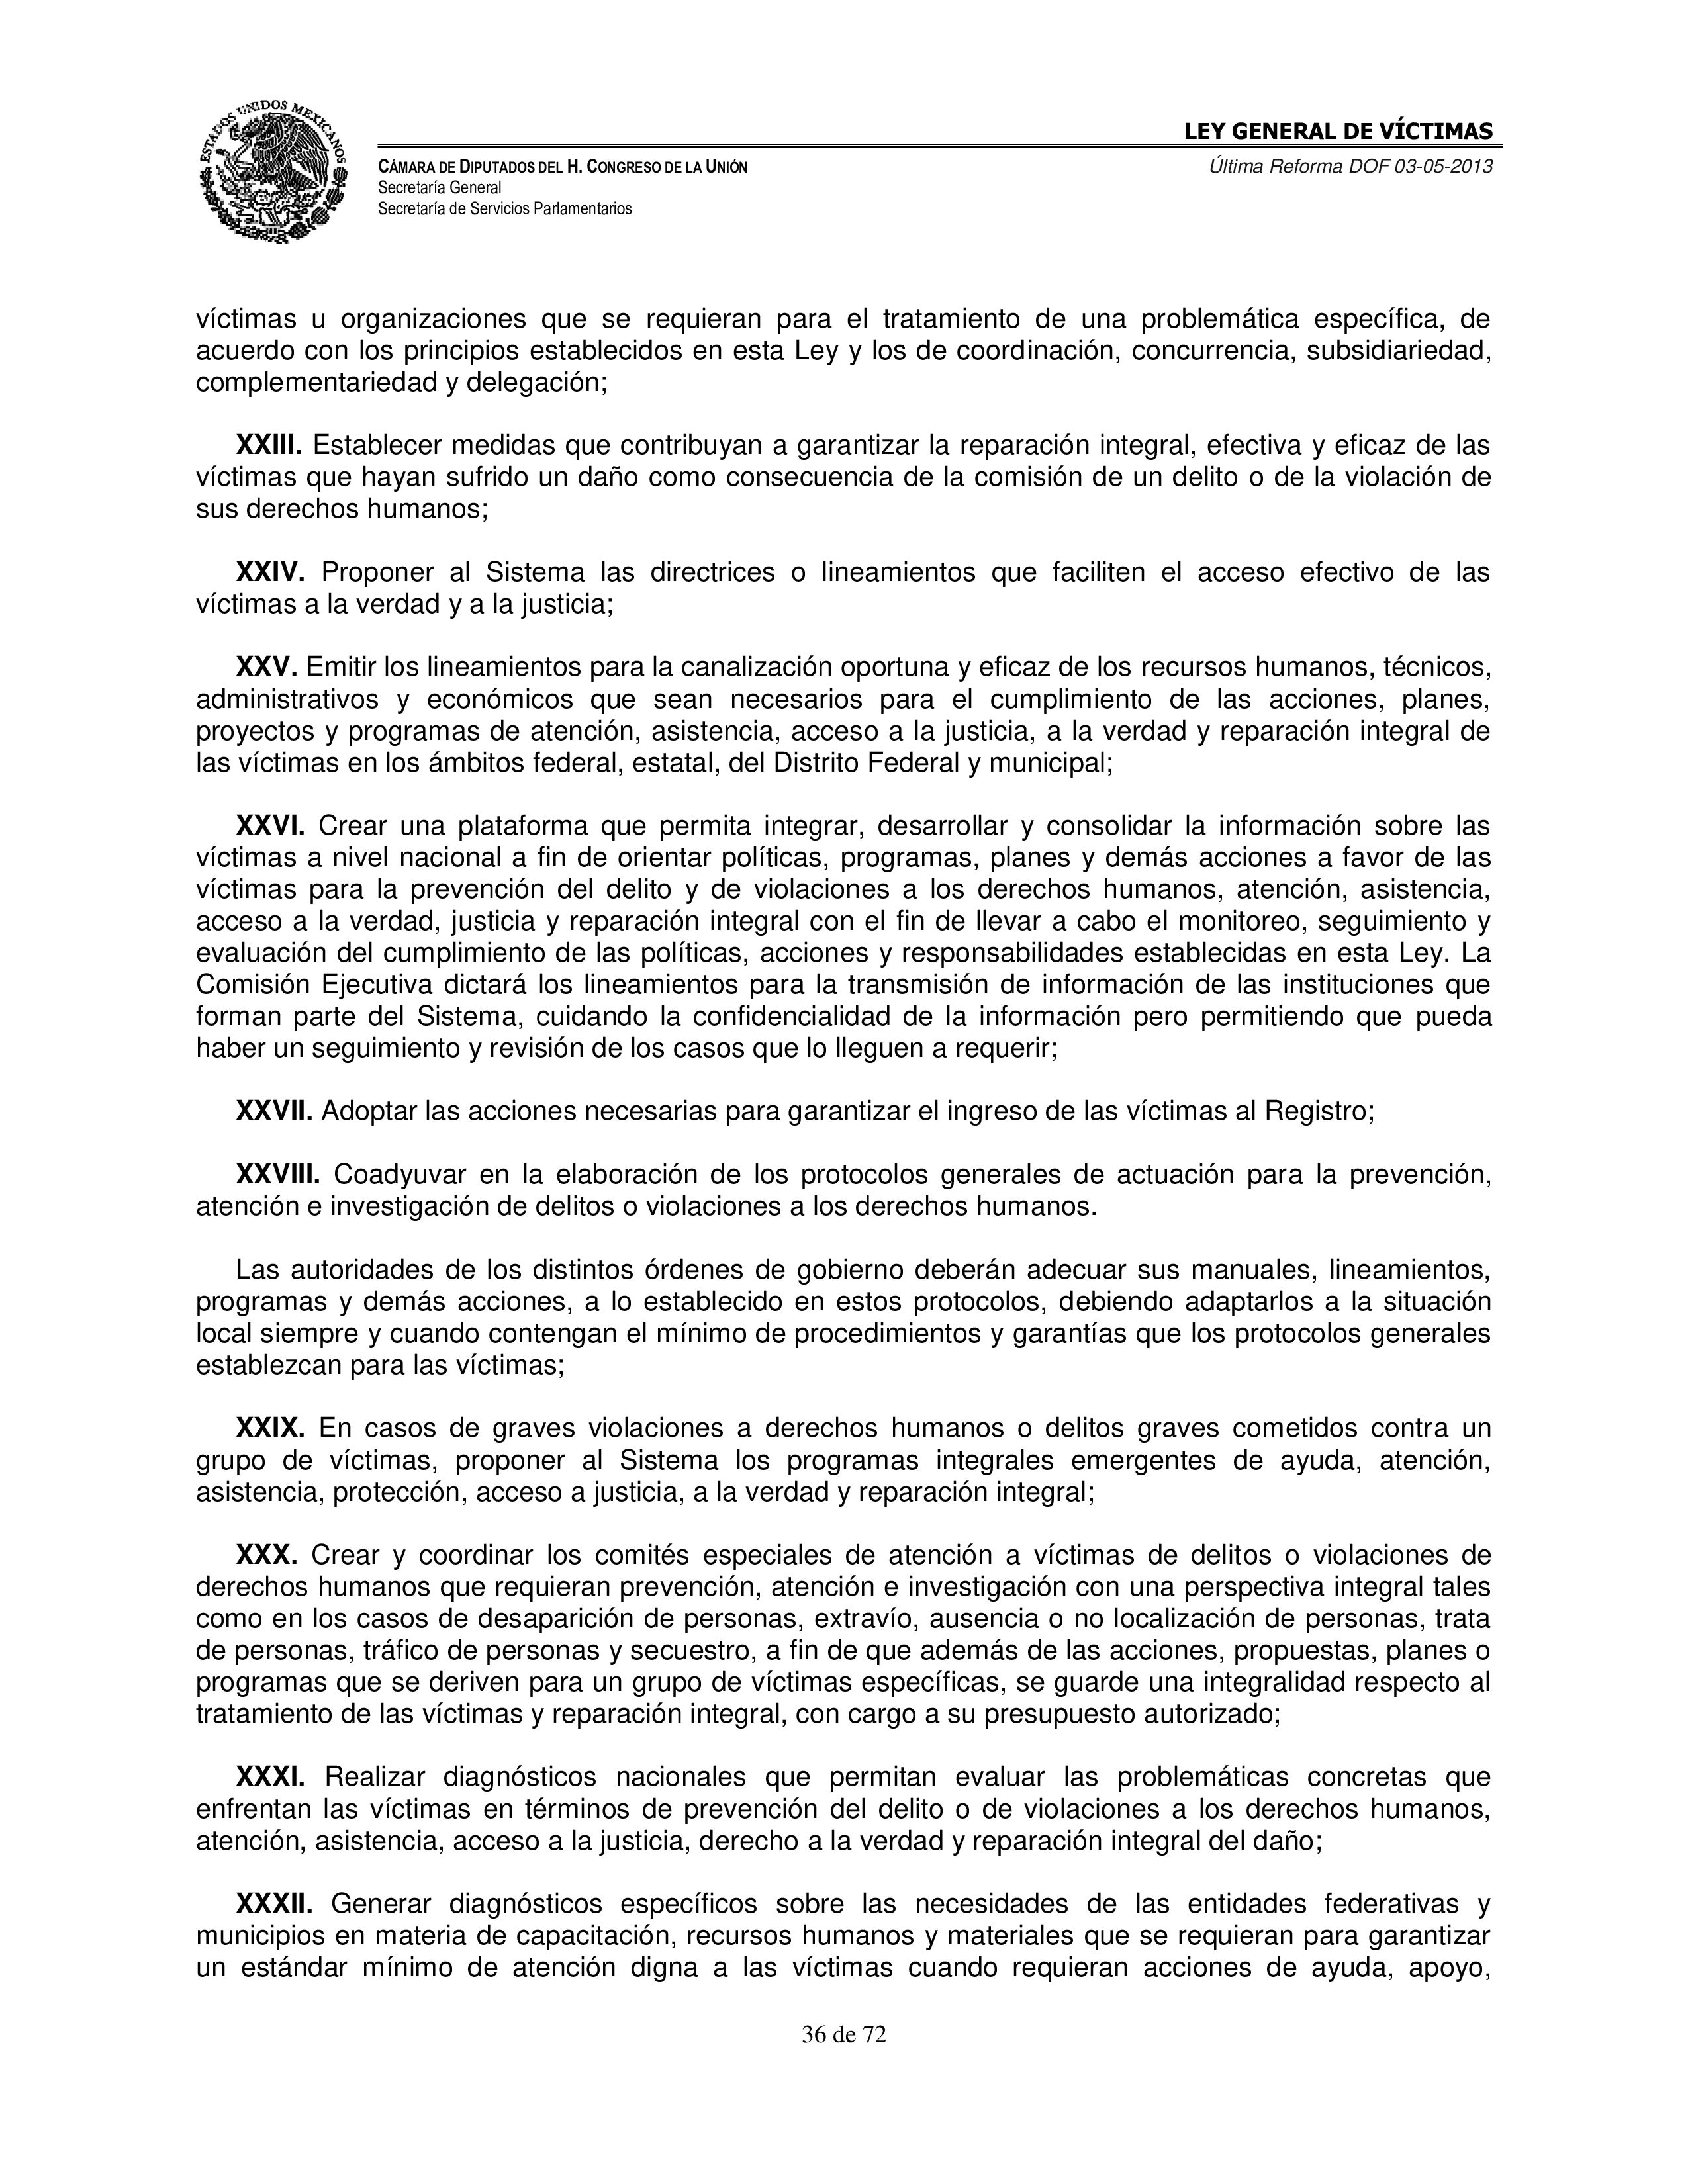 ESTADOS UNIDOS MEXICANOS
LEY GENERAL DE VÍCTIMAS
CÁMARA DE DIPUTADOS DEL H. CONGRESO DE LA UNIÓN
Última Reforma DOF 03-05-2013
Secretaría General
Secretaría de Servicios Parlamentarios
víctimas u organizaciones que se requieran para el tratamiento de una problemática específica, de
acuerdo con los principios establecidos en esta Ley y los de coordinación, concurrencia, subsidiariedad,
complementariedad y delegación;
XXIII. Establecer medidas que contribuyan a garantizar la reparación integral, efectiva y eficaz de las
víctimas que hayan sufrido un daño como consecuencia de la comisión de un delito o de la violación de
sus derechos humanos;
XXIV. Proponer al Sistema las directrices o lineamientos que faciliten el acceso efectivo de las
víctimas a la verdad y a la justicia;
XXV. Emitir los lineamientos para la canalización oportuna y eficaz de los recursos humanos, técnicos,
administrativos y económicos que sean necesarios para el cumplimiento de las acciones, planes,
proyectos y programas de atención, asistencia, acceso a la justicia, a la verdad y reparación integral de
las víctimas en los ámbitos federal, estatal, del Distrito Federal y municipal;
XXVI. Crear una plataforma que permita integrar, desarrollar y consolidar la información sobre las
víctimas a nivel nacional a fin de orientar políticas, programas, planes y demás acciones a favor de las
víctimas para la prevención del delito y de violaciones a los derechos humanos, atención, asistencia,
acceso a la verdad, justicia y reparación integral con el fin de llevar a cabo el monitoreo, seguimiento y
evaluación del cumplimiento de las políticas, acciones y responsabilidades establecidas en esta Ley. La
Comisión Ejecutiva dictará los lineamientos para la transmisión de información de las instituciones que
forman parte del Sistema, cuidando la confidencialidad de la información pero permitiendo que pueda
haber un seguimiento y revisión de los casos que lo lleguen a requerir;
XXVII. Adoptar las acciones necesarias para garantizar el ingreso de las víctimas al Registro;
XXVIII. Coadyuvar en la elaboración de los protocolos generales de actuación para la prevención,
atención e investigación de delitos o violaciones a los derechos humanos.
Las autoridades de los distintos órdenes de gobierno deberán adecuar sus manuales, lineamientos,
programas y demás acciones, a lo establecido en estos protocolos, debiendo adaptarlos a la situación
local siempre y cuando contengan el mínimo de procedimientos y garantías que los protocolos generales
establezcan para las víctimas;
XXIX. En casos de graves violaciones a derechos humanos o delitos graves cometidos contra un
grupo de víctimas, proponer al Sistema los programas integrales emergentes de ayuda, atención,
asistencia, protección, acceso a justicia, a la verdad y reparación integral;
XXX. Crear y coordinar los comités especiales de atención a víctimas de delitos o violaciones de
derechos humanos que requieran prevención, atención e investigación con una perspectiva integral tales
como en los casos de desaparición de personas, extravío, ausencia o no localización de personas, trata
de personas, tráfico de personas y secuestro, a fin de que además de las acciones, propuestas, planes o
programas que se deriven para un grupo de víctimas específicas, se guarde una integralidad respecto al
tratamiento de las víctimas y reparación integral, con cargo a su presupuesto autorizado;
XXXI. Realizar diagnósticos nacionales que permitan evaluar las problemáticas concretas que
enfrentan las víctimas en términos de prevención del delito o de violaciones a los derechos humanos,
atención, asistencia, acceso a la justicia, derecho a la verdad y reparación integral del daño;
XXXII. Generar diagnósticos específicos sobre las necesidades de las entidades federativas y
municipios en materia de capacitación, recursos humanos y materiales que se requieran para garantizar
un estándar mínimo de atención digna a las víctimas cuando requieran acciones de ayuda, apoyo,
36 de 72